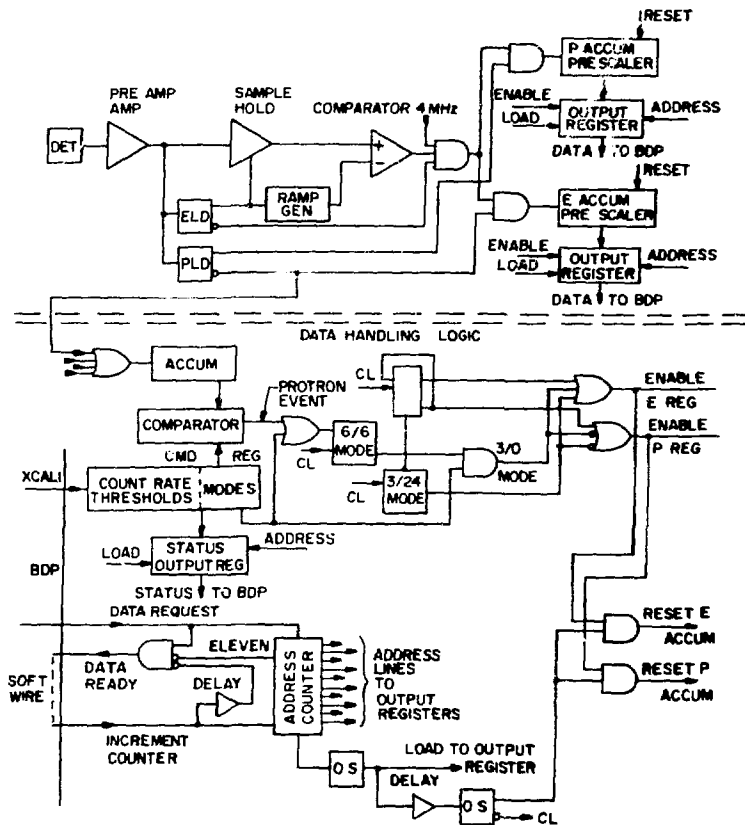 RESET
P ACCUM
PRE SCALER
PRE AMP
AMP
SAMPLE
HOLD
COMPARATOR 4 MHz
ENABLE
LOAD
OUTPUT
REGISTER
ADDRESS
DATA TO BDP
DET
+
-
RAMP
GEN
ELD
PLD
RESET
E ACCUM
PRE SCALER
ENABLE
LOAD
OUTPUT
REGISTER
ADDRESS
DATA TO BDP
DATA HANDLING LOGIC
ACCUM
COMPARATOR
PROTRON
EVENT
CL
ENABLE
E REG
ENABLE
P REG
6/6
MODE
CL
3/0
MODE
3/24
MODE
CL
CMD REG
XCALI
COUNT RATE
THRESHOLDS
MODES
LOAD
STATUS
OUTPUT REG
ADDRESS
BDP
STATUS TO BDP
DATA REQUEST
ELEVEN
DATA
READY
SOFT
WIRE
DELAY
INCREMENT
COUNTER
ADDRESS
COUNTER
ADDRESS
LINES
TO
OUTPUT
REGISTERS
RESET E
ACCUM
RESET P
ACCUM
OS
LOAD TO OUTPUT
REGISTER
DELAY
OS
CL